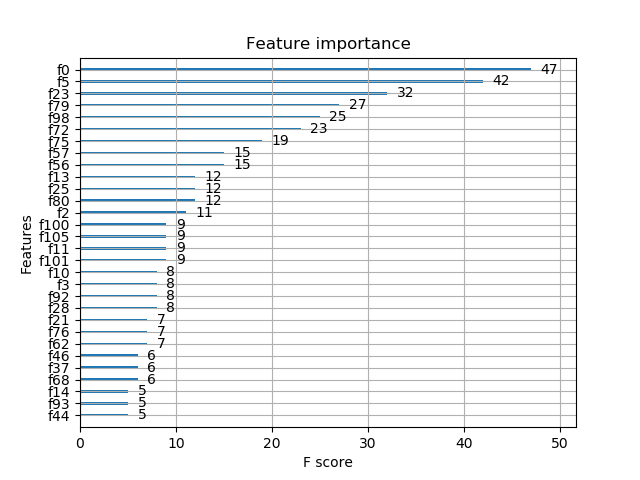 Feature importance
f0 47
f5 42
f23 32
f79 27
f98 25
f72 23
f75 19
f57 15
f56 15
f13 12
f25 12
f80 12
f2 11
f100 9
f105 9
f11 9
f101 9
f10 8
f3 8
f92 8
f28 8
f21 7
f76 7
f62 7
f46 6
f37 6
f68 6
f14 5
f93 5
f44 5
Features
0 10 20 30 40 50
F score